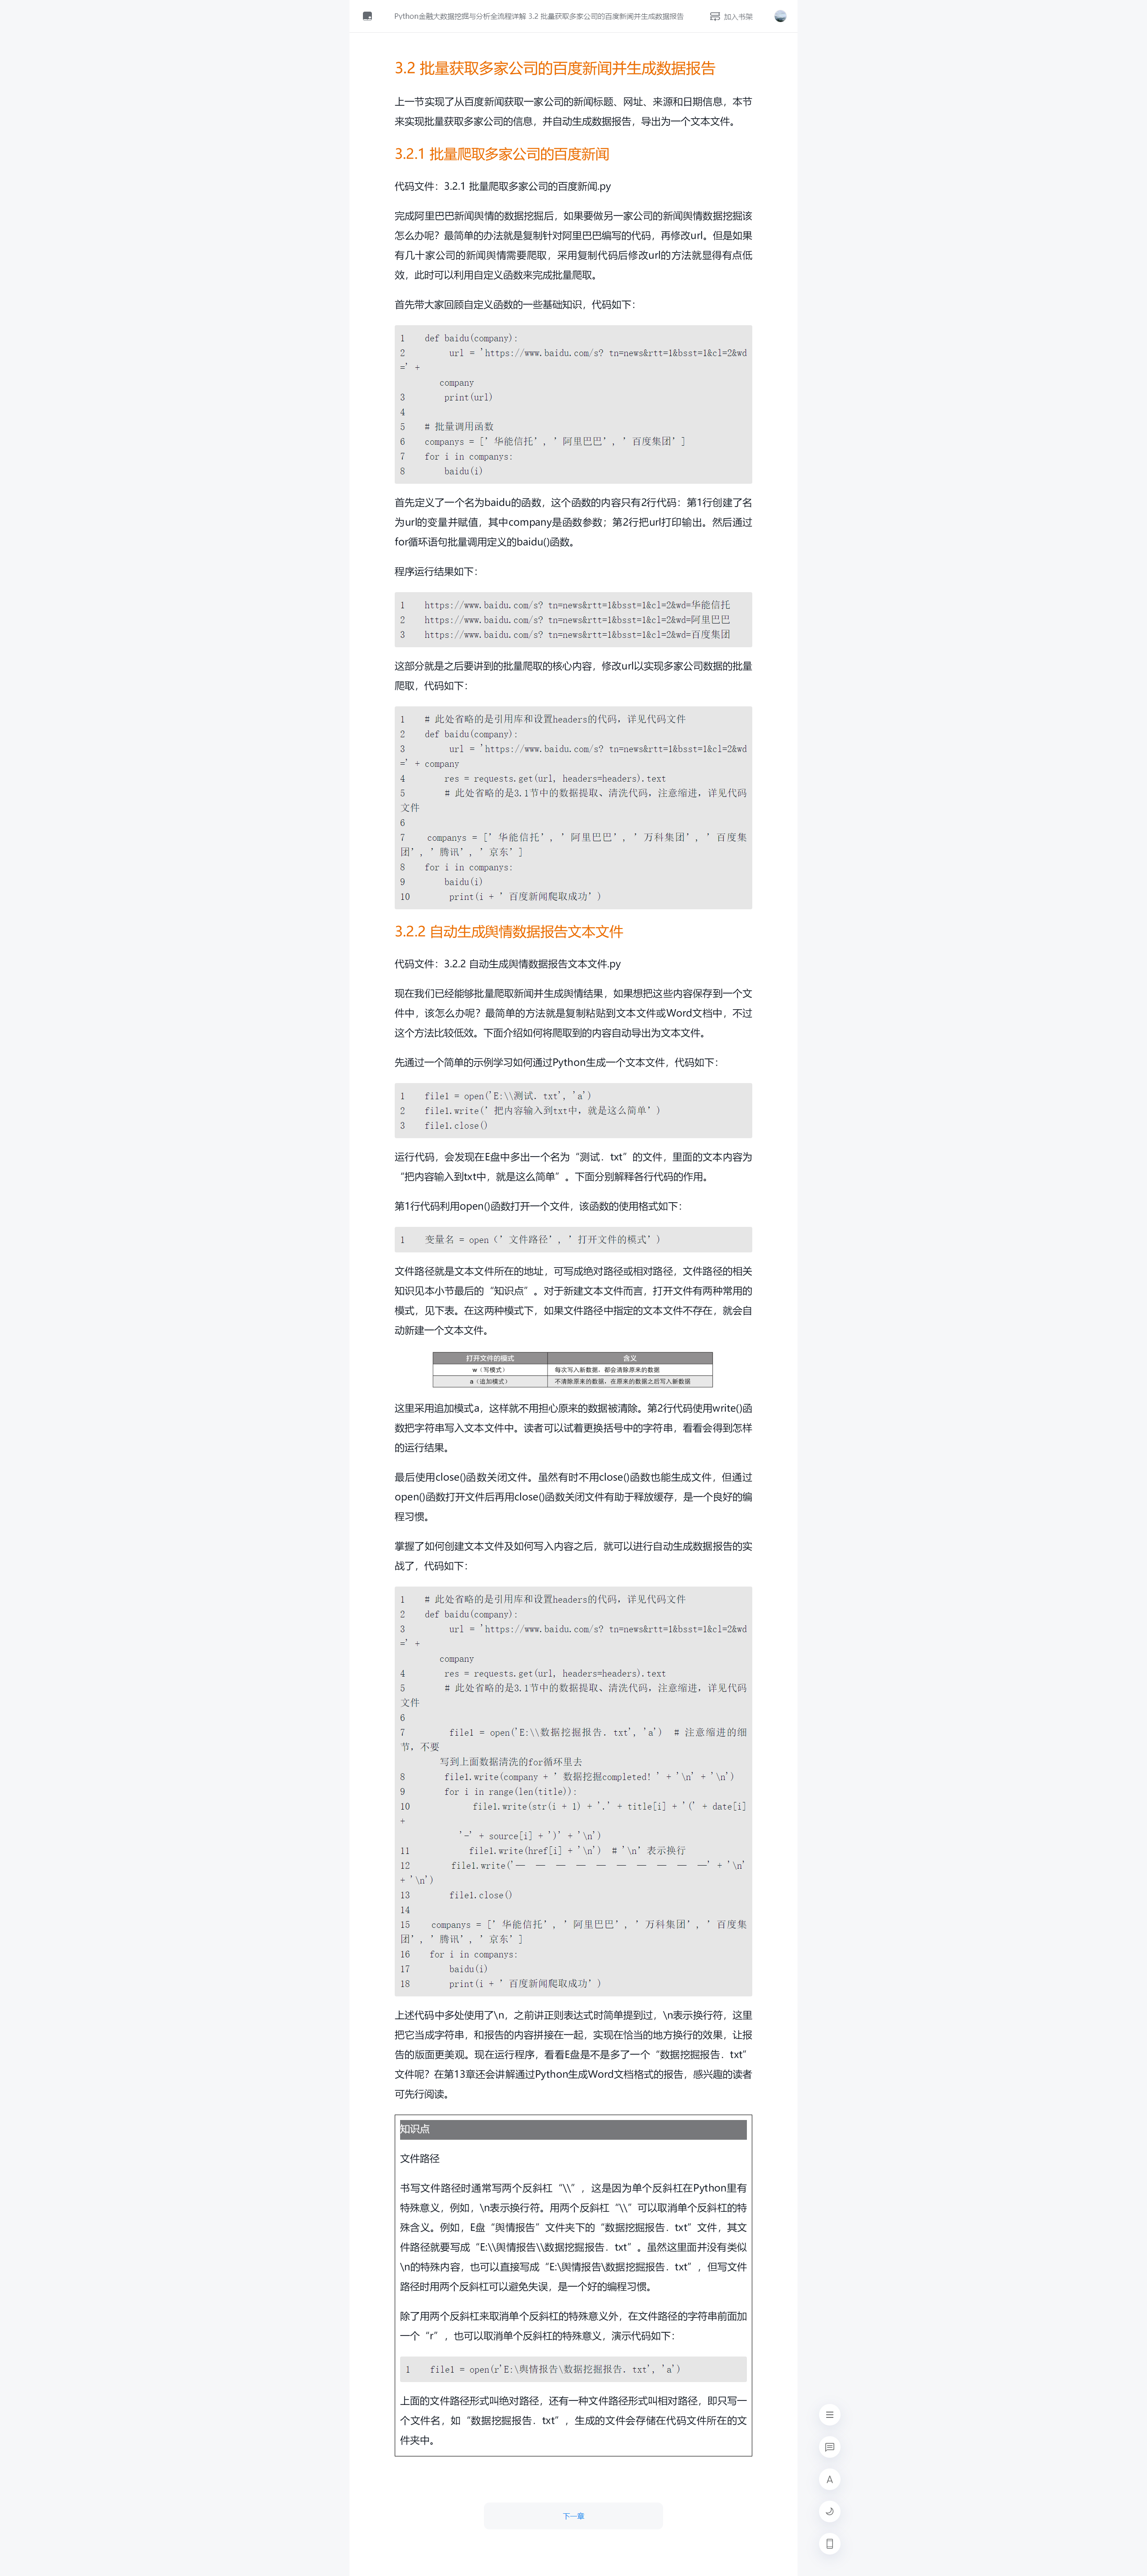 Python金融大数据挖掘与分析全流程详解 3.2 批量获取多家公司的百度新闻并生成数据报告
加入书架
3.2 批量获取多家公司的百度新闻并生成数据报告
上一节实现了从百度新闻获取一家公司的新闻标题、网址、来源和日期信息，本节
来实现批量获取多家公司的信息，并自动生成数据报告，导出为一个文本文件。
3.2.1 批量爬取多家公司的百度新闻
代码文件：3.2.1 批量爬取多家公司的百度新闻.py
完成阿里巴巴新闻舆情的数据挖掘后，如果要做另一家公司的新闻舆情数据挖掘该
怎么办呢？最简单的办法就是复制针对阿里巴巴编写的代码，再修改url。但是如果
有几十家公司的新闻舆情需要爬取，采用复制代码后修改url的方法就显得有点低
效，此时可以利用自定义函数来完成批量爬取。
首先带大家回顾自定义函数的一些基础知识，代码如下：
1    def baidu(company):
2         url = 'https://www.baidu.com/s? tn=news&rtt=1&bsst=1&cl=2&wd
=' +
        company
3        print(url)
4
5    # 批量调用函数
6    companys = [’华能信托’, ’阿里巴巴’, ’百度集团’]
7    for i in companys:
8        baidu(i)
首先定义了一个名为baidu的函数，这个函数的内容只有2行代码：第1行创建了名
为url的变量并赋值，其中company是函数参数；第2行把url打印输出。然后通过
for循环语句批量调用定义的baidu()函数。
程序运行结果如下：
1    https://www.baidu.com/s? tn=news&rtt=1&bsst=1&cl=2&wd=华能信托
2    https://www.baidu.com/s? tn=news&rtt=1&bsst=1&cl=2&wd=阿里巴巴
3    https://www.baidu.com/s? tn=news&rtt=1&bsst=1&cl=2&wd=百度集团
这部分就是之后要讲到的批量爬取的核心内容，修改url以实现多家公司数据的批量
爬取，代码如下：
1    # 此处省略的是引用库和设置headers的代码，详见代码文件
2    def baidu(company):
3         url = 'https://www.baidu.com/s? tn=news&rtt=1&bsst=1&cl=2&wd
=' + company
4        res = requests.get(url, headers=headers).text
5        # 此处省略的是3.1节中的数据提取、清洗代码，注意缩进，详见代码
文件
6
7    companys = [’华能信托’, ’阿里巴巴’, ’万科集团’, ’百度集
团’, ’腾讯’, ’京东’]
8    for i in companys:
9        baidu(i)
10        print(i + ’百度新闻爬取成功’)
3.2.2 自动生成舆情数据报告文本文件
代码文件：3.2.2 自动生成舆情数据报告文本文件.py
现在我们已经能够批量爬取新闻并生成舆情结果，如果想把这些内容保存到一个文
件中，该怎么办呢？最简单的方法就是复制粘贴到文本文件或Word文档中，不过
这个方法比较低效。下面介绍如何将爬取到的内容自动导出为文本文件。
先通过一个简单的示例学习如何通过Python生成一个文本文件，代码如下：
1    file1 = open('E:\\测试．txt', 'a')
2    file1.write(’把内容输入到txt中，就是这么简单’)
3    file1.close()
运行代码，会发现在E盘中多出一个名为“测试．txt”的文件，里面的文本内容为
“把内容输入到txt中，就是这么简单”。下面分别解释各行代码的作用。
第1行代码利用open()函数打开一个文件，该函数的使用格式如下：
1    变量名 = open（’文件路径’, ’打开文件的模式’）
文件路径就是文本文件所在的地址，可写成绝对路径或相对路径，文件路径的相关
知识见本小节最后的“知识点”。对于新建文本文件而言，打开文件有两种常用的
模式，见下表。在这两种模式下，如果文件路径中指定的文本文件不存在，就会自
动新建一个文本文件。
打开文件的模式 含义
w（写模式） 每次写入新数据，都会清除原来的数据
a（追加模式） 不清除原来的数据，在原来的数据之后写入新数据
这里采用追加模式a，这样就不用担心原来的数据被清除。第2行代码使用write()函
数把字符串写入文本文件中。读者可以试着更换括号中的字符串，看看会得到怎样
的运行结果。
最后使用close()函数关闭文件。虽然有时不用close()函数也能生成文件，但通过
open()函数打开文件后再用close()函数关闭文件有助于释放缓存，是一个良好的编
程习惯。
掌握了如何创建文本文件及如何写入内容之后，就可以进行自动生成数据报告的实
战了，代码如下：
1    # 此处省略的是引用库和设置headers的代码，详见代码文件
2    def baidu(company):
3         url = 'https://www.baidu.com/s? tn=news&rtt=1&bsst=1&cl=2&wd
=' +
        company
4        res = requests.get(url, headers=headers).text
5        # 此处省略的是3.1节中的数据提取、清洗代码，注意缩进，详见代码
文件
6
7         file1 = open('E:\\数据挖掘报告．txt', 'a')  # 注意缩进的细
节，不要
        写到上面数据清洗的for循环里去
8        file1.write(company + ’数据挖掘completed! ’ + '\n' + '\n')
9        for i in range(len(title)):
10            file1.write(str(i + 1) + '.' + title[i] + '(' + date[i]
+
            '-' + source[i] + ')' + '\n')
11            file1.write(href[i] + '\n')  # '\n’表示换行
12        file1.write('— — — — — — — — — —' + '\n'
+ '\n')
13        file1.close()
14
15    companys = [’华能信托’, ’阿里巴巴’, ’万科集团’, ’百度集
团’, ’腾讯’, ’京东’]
16    for i in companys:
17        baidu(i)
18        print(i + ’百度新闻爬取成功’)
上述代码中多处使用了\n，之前讲正则表达式时简单提到过，\n表示换行符，这里
把它当成字符串，和报告的内容拼接在一起，实现在恰当的地方换行的效果，让报
告的版面更美观。现在运行程序，看看E盘是不是多了一个“数据挖掘报告．txt”
文件呢？在第13章还会讲解通过Python生成Word文档格式的报告，感兴趣的读者
可先行阅读。
知识点
文件路径
书写文件路径时通常写两个反斜杠“\\”，这是因为单个反斜杠在Python里有
特殊意义，例如，\n表示换行符。用两个反斜杠“\\”可以取消单个反斜杠的特
殊含义。例如，E盘“舆情报告”文件夹下的“数据挖掘报告．txt”文件，其文
件路径就要写成“E:\\舆情报告\\数据挖掘报告．txt”。虽然这里面并没有类似
\n的特殊内容，也可以直接写成“E:\舆情报告\数据挖掘报告．txt”，但写文件
路径时用两个反斜杠可以避免失误，是一个好的编程习惯。
除了用两个反斜杠来取消单个反斜杠的特殊意义外，在文件路径的字符串前面加
一个“r”，也可以取消单个反斜杠的特殊意义，演示代码如下：
1    file1 = open(r'E:\舆情报告\数据挖掘报告．txt', 'a')
上面的文件路径形式叫绝对路径，还有一种文件路径形式叫相对路径，即只写一
个文件名，如“数据挖掘报告．txt”，生成的文件会存储在代码文件所在的文
件夹中。
下一章